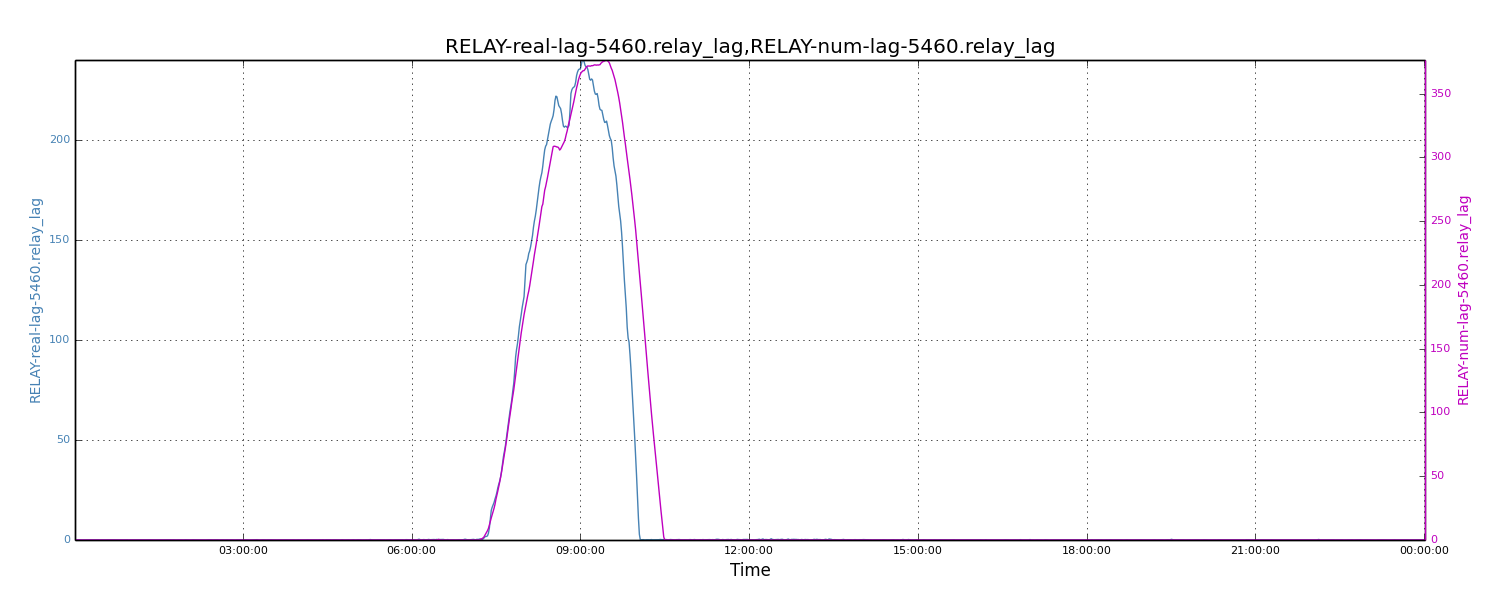 RELAY-real-lag-5460.relay_lag,RELAY-num-lag-5460.relay_lag
RELAY-real-lag-5460.relay_lag
200
150
100
50
0
350
300
250
200
150
100
50
0
RELAY-num-lag-5460.relay_lag
03:00:00 06:00:00 09:00:00 12:00:00 15:00:00 18:00:00 21:00:00 00:00:00
Time